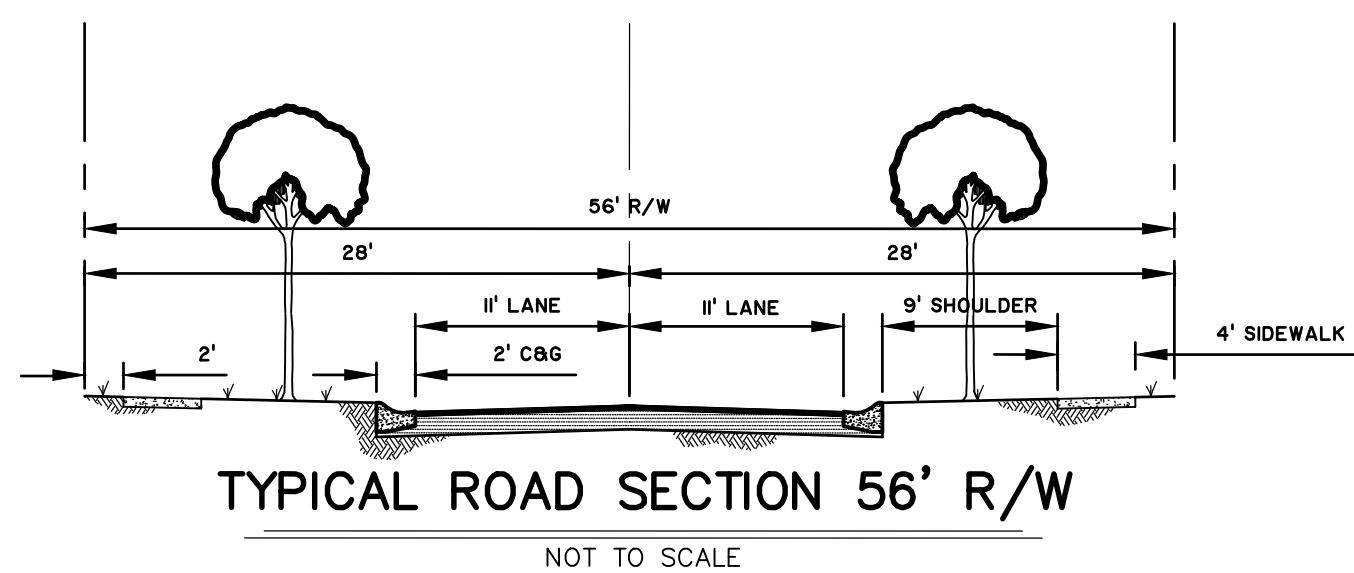 56' R/W
28'
28'
11' LANE
11' LANE
9' SHOULDER
4' SIDEWALK
2'
2' C&G
TYPICAL ROAD SECTION 56' R/W
NOT TO SCALE